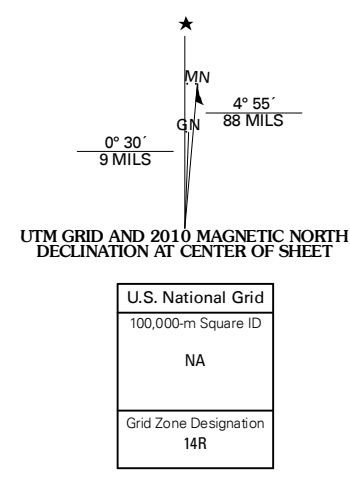 MN
4° 55´
88 MILS
GN
0° 30´
9 MILS
UTM GRID AND 2010 MAGNETIC NORTH
DECLINATION AT CENTER OF SHEET
U.S. National Grid
100,000-m Square ID
NA
Grid Zone Designation
14R